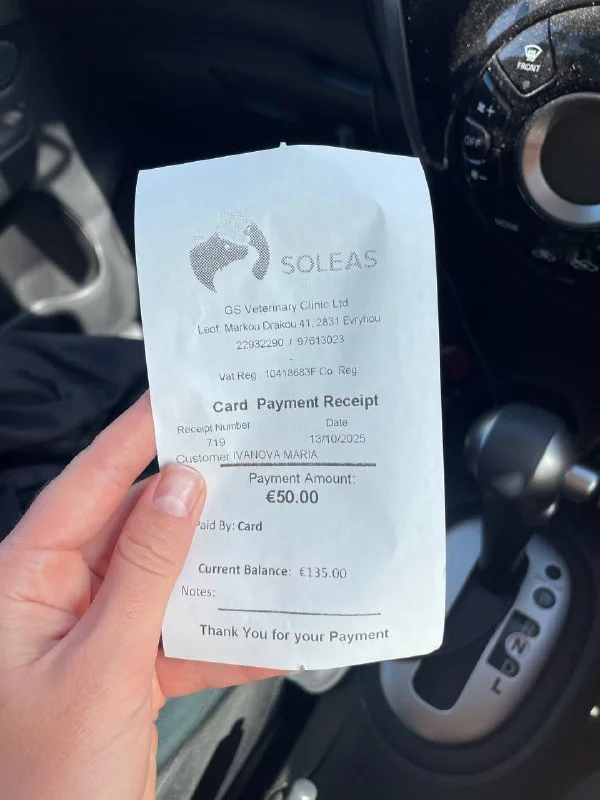 SOLEAS
GS Veterinary Clinic Ltd
Leof. Markou Drakou 41, 2831 Evryhou
22932290 / 97613023
-
Vat Reg. 10418683F Co. Reg.:
Card Payment Receipt
Receipt Number Date
719 13/10/2025
Customer IVANOVA MARIA
Payment Amount:
€50.00
Paid By: Card
Current Balance: €135.00
Notes:
Thank You for your Payment
FRONT
OFF
MODE
N
D
L